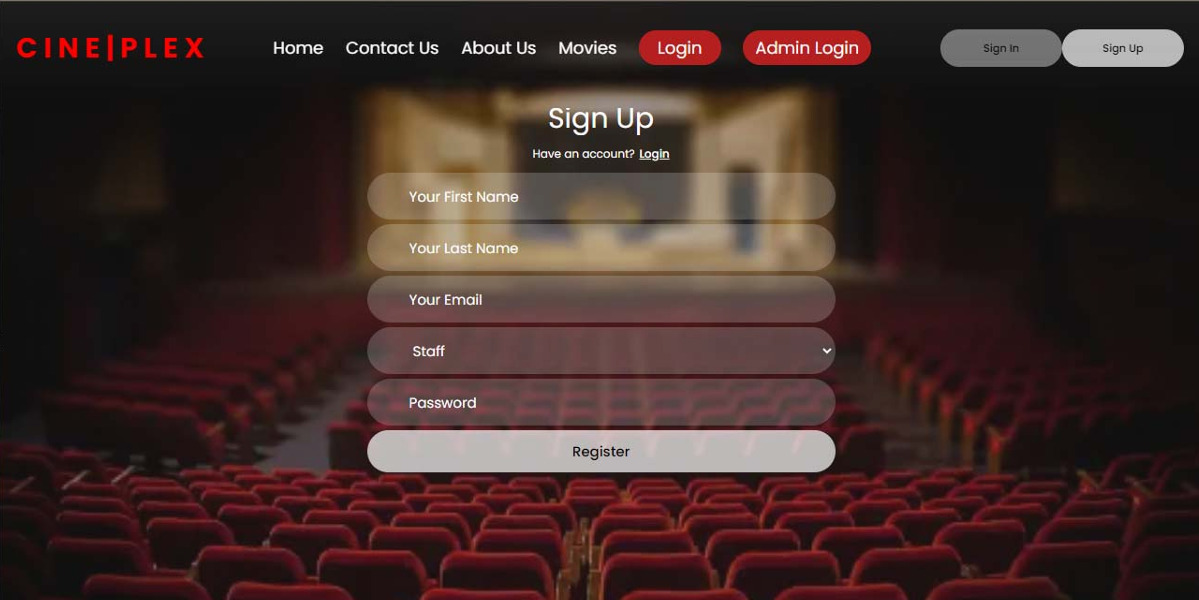 CINE|PLEX Home Contact Us About Us Movies Login Admin Login Sign In Sign Up
Sign Up
Have an account? Login
Your First Name
Your Last Name
Your Email
Staff
Password
Register